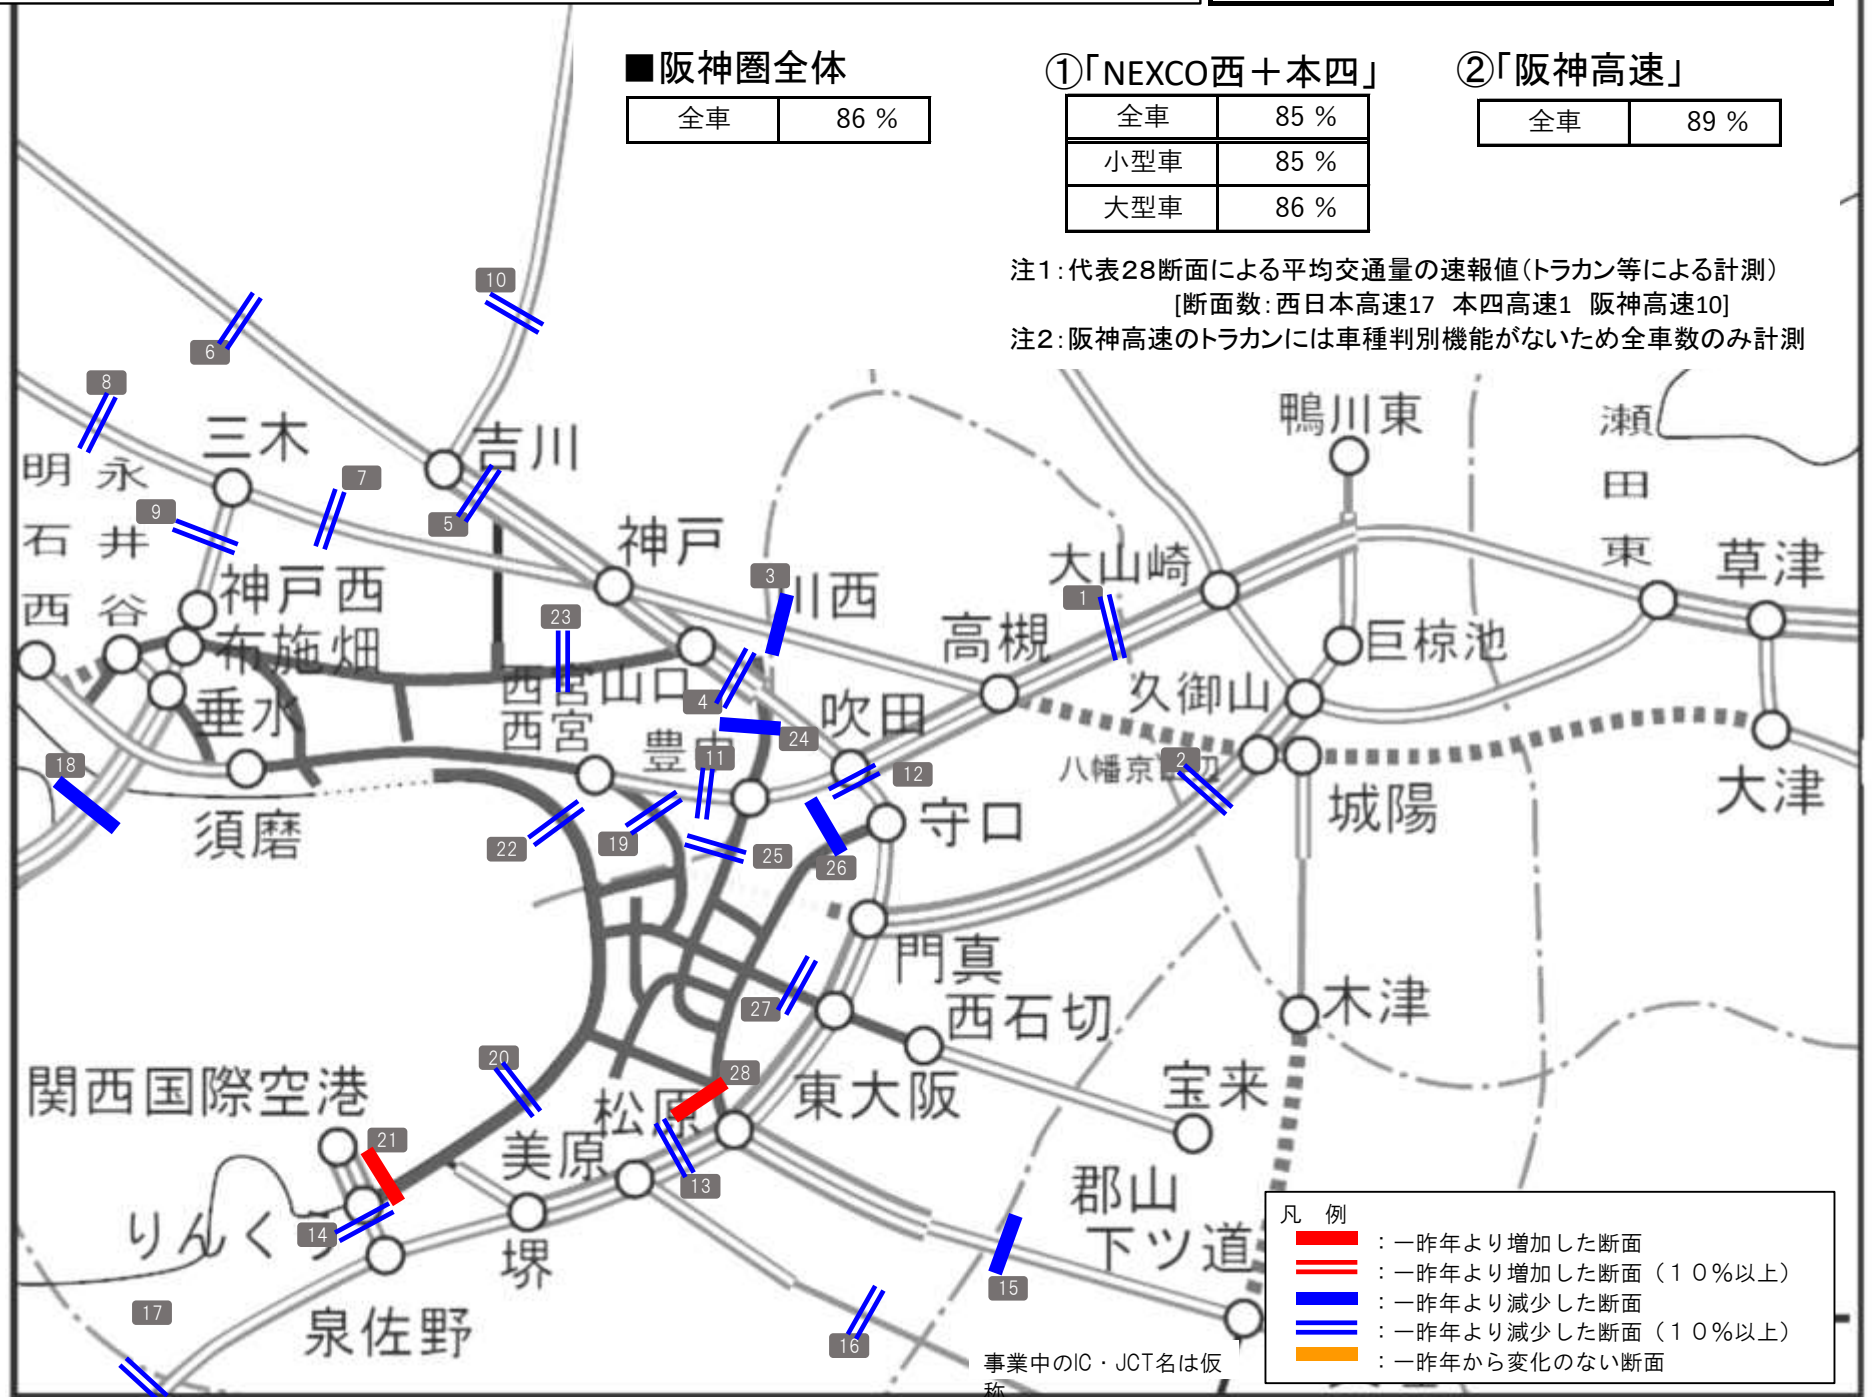 ■阪神圏全体
全車 86 %
①「NEXCO西＋本四」
全車 85 %
小型車 85 %
大型車 86 %
②「阪神高速」
全車 89 %
注１：代表２８断面による平均交通量の速報値（トラカン等による計測）
[断面数：西日本高速17 本四高速1 阪神高速10]
注２：阪神高速のトラカンには車種判別機能がないため全車数のみ計測
10
6
8
三木
吉川
鴨川東
瀬田東
明石西
永井谷
7
9
5
神戸
3
川西
大山崎
1
草津
神戸西
布施畑
23
高槻
巨椋池
西宮山口
4
久御山
垂水
西宮
吹田
24
豊中
11
12
八幡京田辺
2
18
大津
須磨
守口
城陽
22
19
25
26
門真
27
西石切
木津
20
28
関西国際空港
松原
東大阪
宝来
21
美原
13
郡山
下ツ道
りんくう
14
堺
15
17
泉佐野
16
事業中のIC・JCT名は仮
称
凡 例
：一昨年より増加した断面
：一昨年より増加した断面（１０％以上）
：一昨年より減少した断面
：一昨年より減少した断面（１０％以上）
：一昨年から変化のない断面